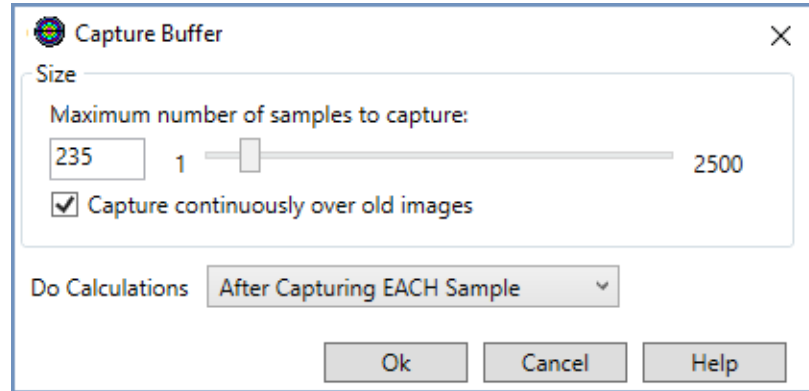 Capture Buffer
Size
Maximum number of samples to capture:
235 1 2500
Capture continuously over old images
Do Calculations After Capturing EACH Sample
Ok Cancel Help